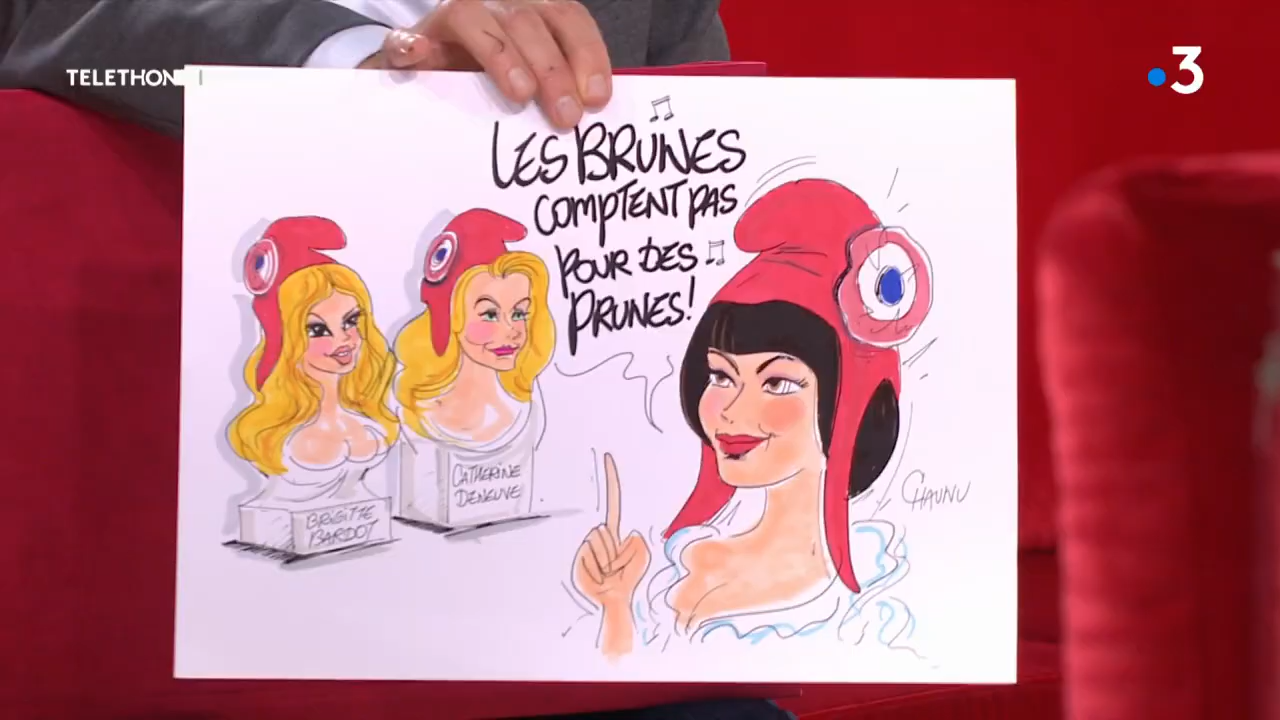 TELETHON
3
LES BRUNES
COMPTENT PAS
POUR DES
PRUNES!
BRIGITTE
BARDOT
CATHERINE
DENEUVE
CHAUNU